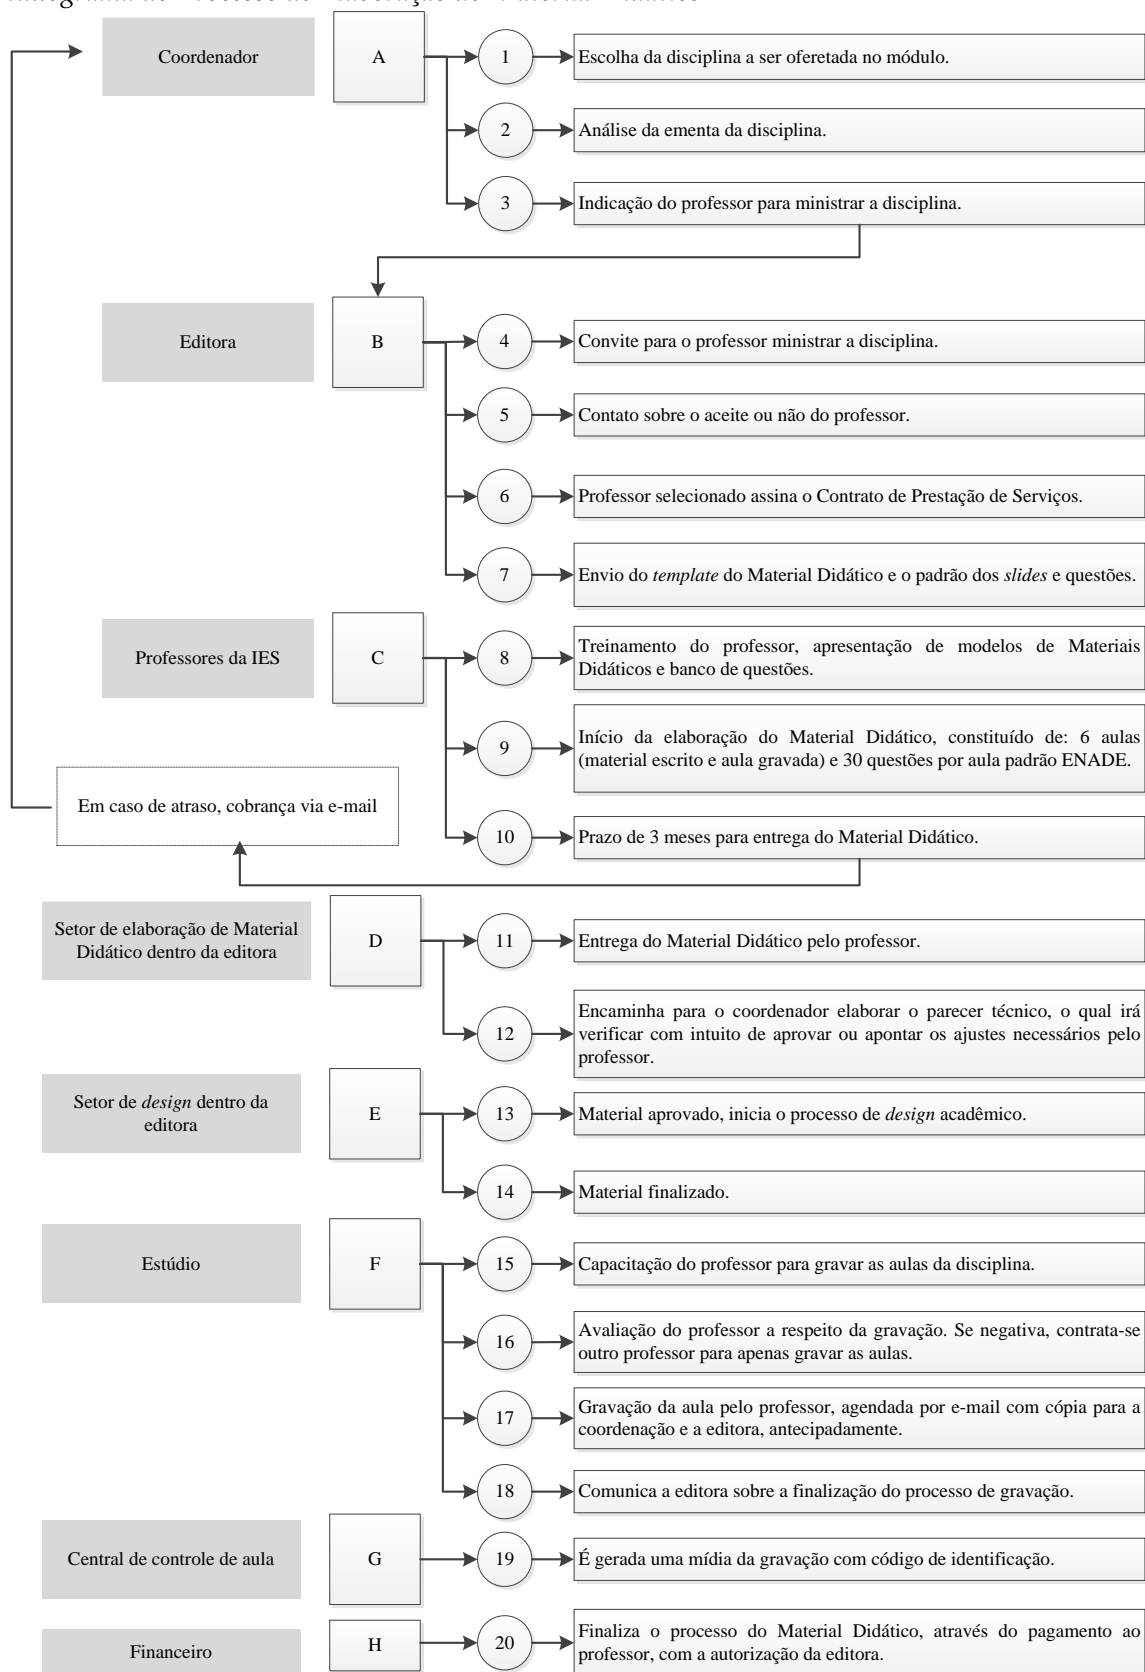 Fluxograma do Processo de Elaboração do Material Didático
Coordenador
A
1
Escolha da disciplina a ser oferetada no módulo.
2
Análise da ementa da disciplina.
3
Indicação do professor para ministrar a disciplina.
Editora
B
4
Convite para o professor ministrar a disciplina.
5
Contato sobre o aceite ou não do professor.
6
Professor selecionado assina o Contrato de Prestação de Serviços.
7
Envio do template do Material Didático e o padrão dos slides e questões.
Professores da IES
C
8
Treinamento do professor, apresentação de modelos de Materiais
Didáticos e banco de questões.
9
Início da elaboração do Material Didático, constituído de: 6 aulas
(material escrito e aula gravada) e 30 questões por aula padrão ENADE.
Em caso de atraso, cobrança via e-mail
10
Prazo de 3 meses para entrega do Material Didático.
Setor de elaboração de Material
Didático dentro da editora
D
11
Entrega do Material Didático pelo professor.
12
Encaminha para o coordenador elaborar o parecer técnico, o qual irá
verificar com intuito de aprovar ou apontar os ajustes necessários pelo
professor.
Setor de design dentro da
editora
E
13
Material aprovado, inicia o processo de design acadêmico.
14
Material finalizado.
Estúdio
F
15
Capacitação do professor para gravar as aulas da disciplina.
16
Avaliação do professor a respeito da gravação. Se negativa, contrata-se
outro professor para apenas gravar as aulas.
17
Gravação da aula pelo professor, agendada por e-mail com cópia para a
coordenação e a editora, antecipadamente.
18
Comunica a editora sobre a finalização do processo de gravação.
Central de controle de aula
G
19
É gerada uma mídia da gravação com código de identificação.
Financeiro
H
20
Finaliza o processo do Material Didático, através do pagamento ao
professor, com a autorização da editora.